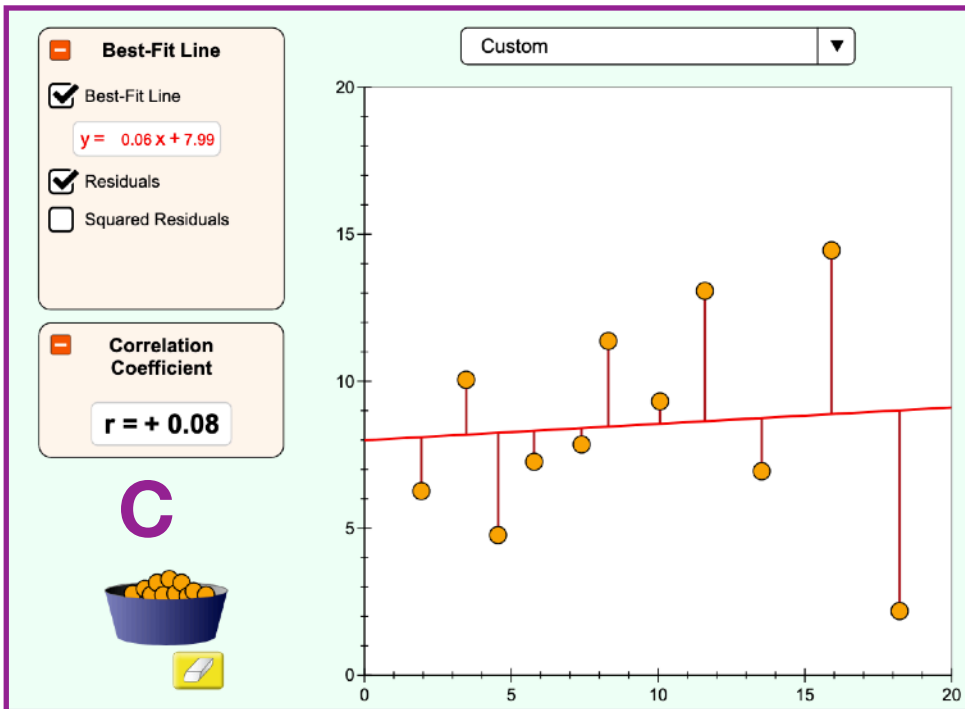 Best-Fit Line
Best-Fit Line
y = 0.06 x + 7.99
Residuals
Squared Residuals
Correlation
Coefficient
r = + 0.08
C
Custom
20
15
10
5
0
0 5 10 15 20